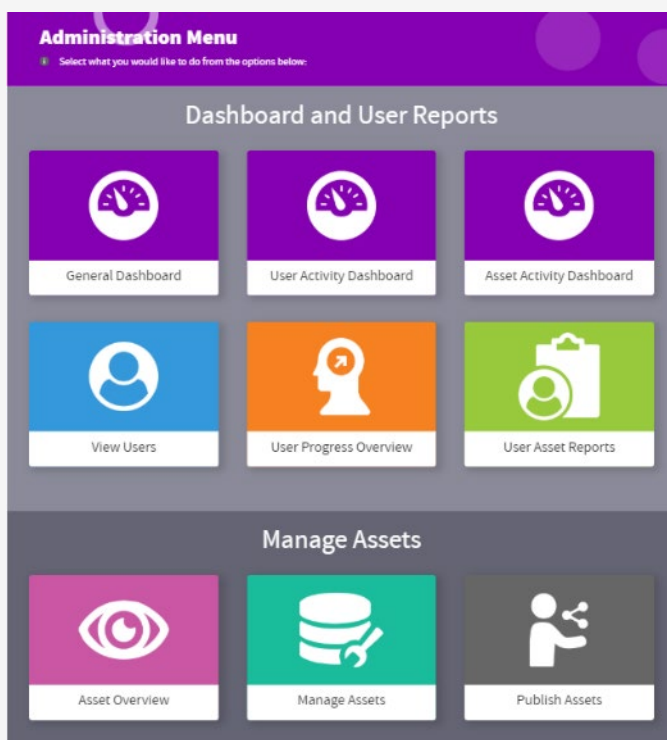 Administration Menu
Select what you would like to do from the options below:
Dashboard and User Reports
General Dashboard
User Activity Dashboard
Asset Activity Dashboard
View Users
User Progress Overview
User Asset Reports
Manage Assets
Asset Overview
Manage Assets
Publish Assets